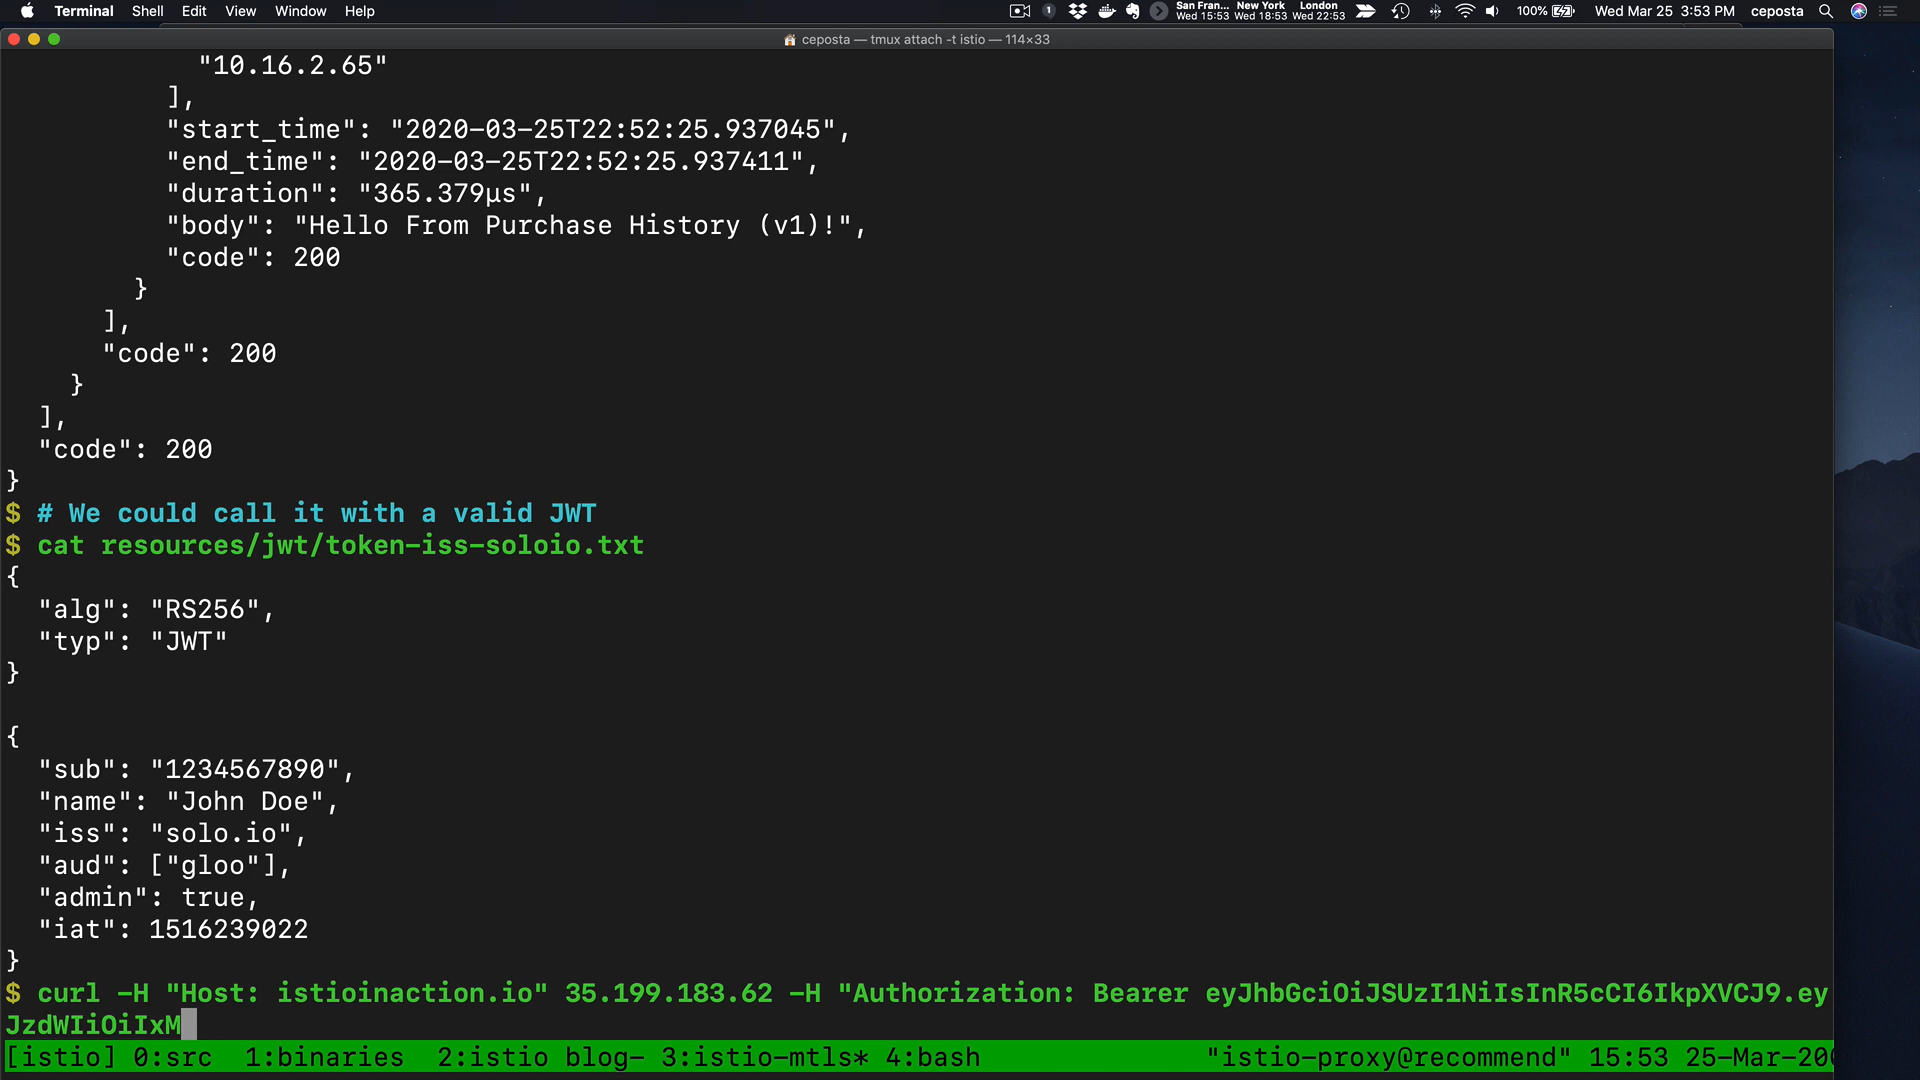 Terminal Shell Edit View Window Help 1 San Fran... New York London 100% Wed Mar 25 3:53 PM ceposta
Wed 15:53 Wed 18:53 Wed 22:53
ceposta — tmux attach -t istio — 114×33
"10.16.2.65"
],
"start_time": "2020-03-25T22:52:25.937045",
"end_time": "2020-03-25T22:52:25.937411",
"duration": "365.379µs",
"body": "Hello From Purchase History (v1)!",
"code": 200
}
],
"code": 200
}
],
"code": 200
}
$ # We could call it with a valid JWT
$ cat resources/jwt/token-iss-soloio.txt
{
"alg": "RS256",
"typ": "JWT"
}
{
"sub": "1234567890",
"name": "John Doe",
"iss": "solo.io",
"aud": ["gloo"],
"admin": true,
"iat": 1516239022
}
$ curl -H "Host: istioinaction.io" 35.199.183.62 -H "Authorization: Bearer eyJhbGciOiJSUzI1NiIsInR5cCI6IkpXVCJ9.ey
JzdWIiOiIxM
[istio] 0:src 1:binaries 2:istio blog- 3:istio-mtls* 4:bash "istio-proxy@recommend" 15:53 25-Mar-20